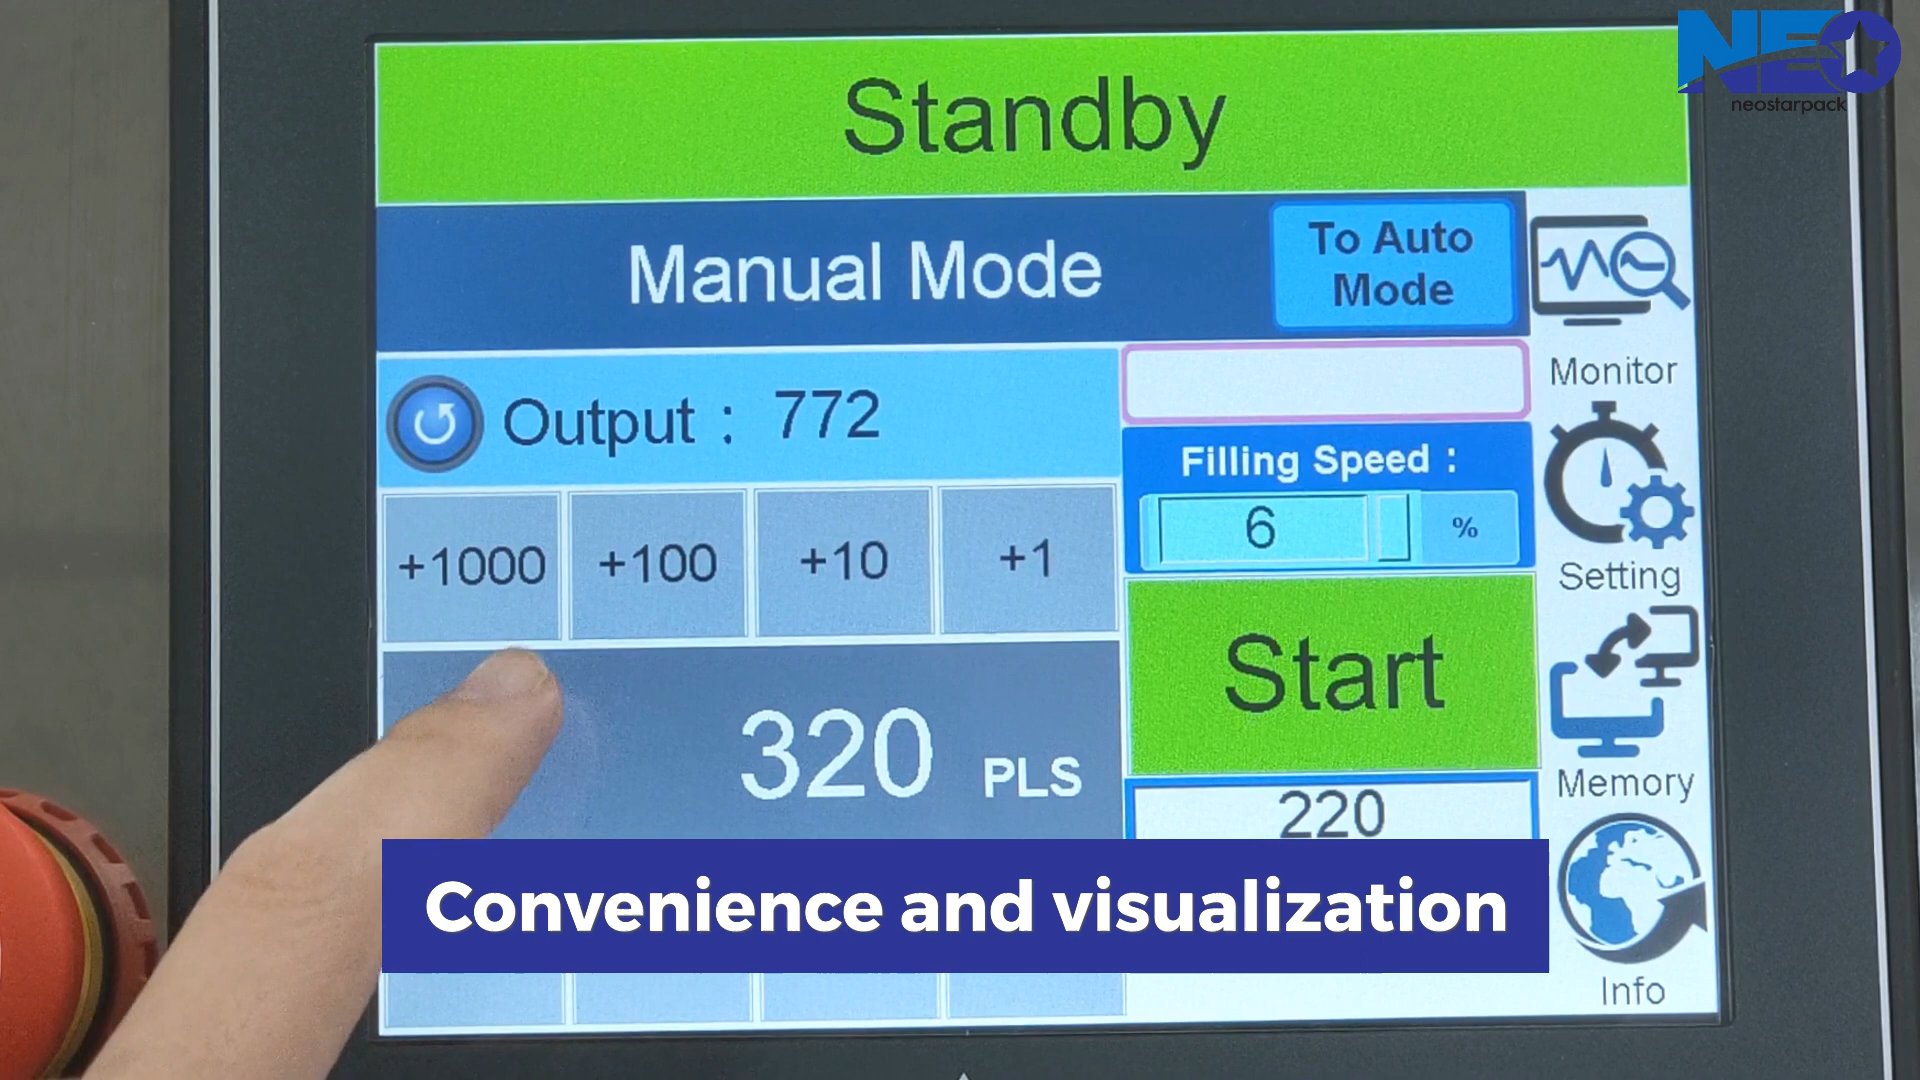 NEO
neostarpack
Standby
Manual Mode
To Auto
Mode
Monitor
Output : 772
Filling Speed :
6 %
Setting
+1000 +100 +10 +1
Start
320 PLS
Memory
220
Convenience and visualization
Info